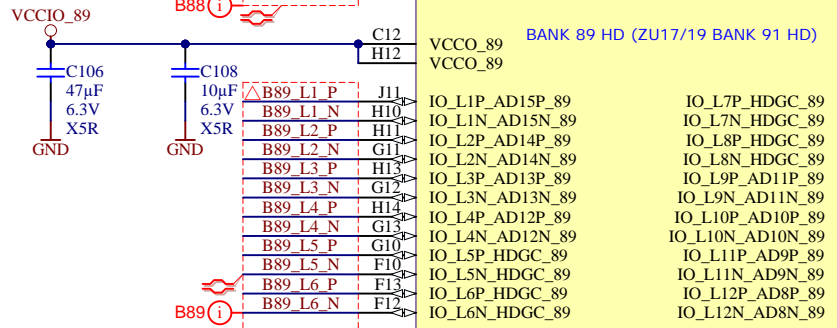 B88 i
VCCIO_89
C12 VCCO_89 BANK 89 HD (ZU17/19 BANK 91 HD)
H12 VCCO_89
C106 C108
47µF 10µF
6.3V 6.3V
X5R X5R
GND GND
B89_L1_P J11 IO_L1P_AD15P_89 IO_L7P_HDGC_89
B89_L1_N H10 IO_L1N_AD15N_89 IO_L7N_HDGC_89
B89_L2_P H11 IO_L2P_AD14P_89 IO_L8P_HDGC_89
B89_L2_N G11 IO_L2N_AD14N_89 IO_L8N_HDGC_89
B89_L3_P H13 IO_L3P_AD13P_89 IO_L9P_AD11P_89
B89_L3_N G12 IO_L3N_AD13N_89 IO_L9N_AD11N_89
B89_L4_P H14 IO_L4P_AD12P_89 IO_L10P_AD10P_89
B89_L4_N G13 IO_L4N_AD12N_89 IO_L10N_AD10N_89
B89_L5_P G10 IO_L5P_HDGC_89 IO_L11P_AD9P_89
B89_L5_N F10 IO_L5N_HDGC_89 IO_L11N_AD9N_89
B89_L6_P F13 IO_L6P_HDGC_89 IO_L12P_AD8P_89
B89 i B89_L6_N F12 IO_L6N_HDGC_89 IO_L12N_AD8N_89